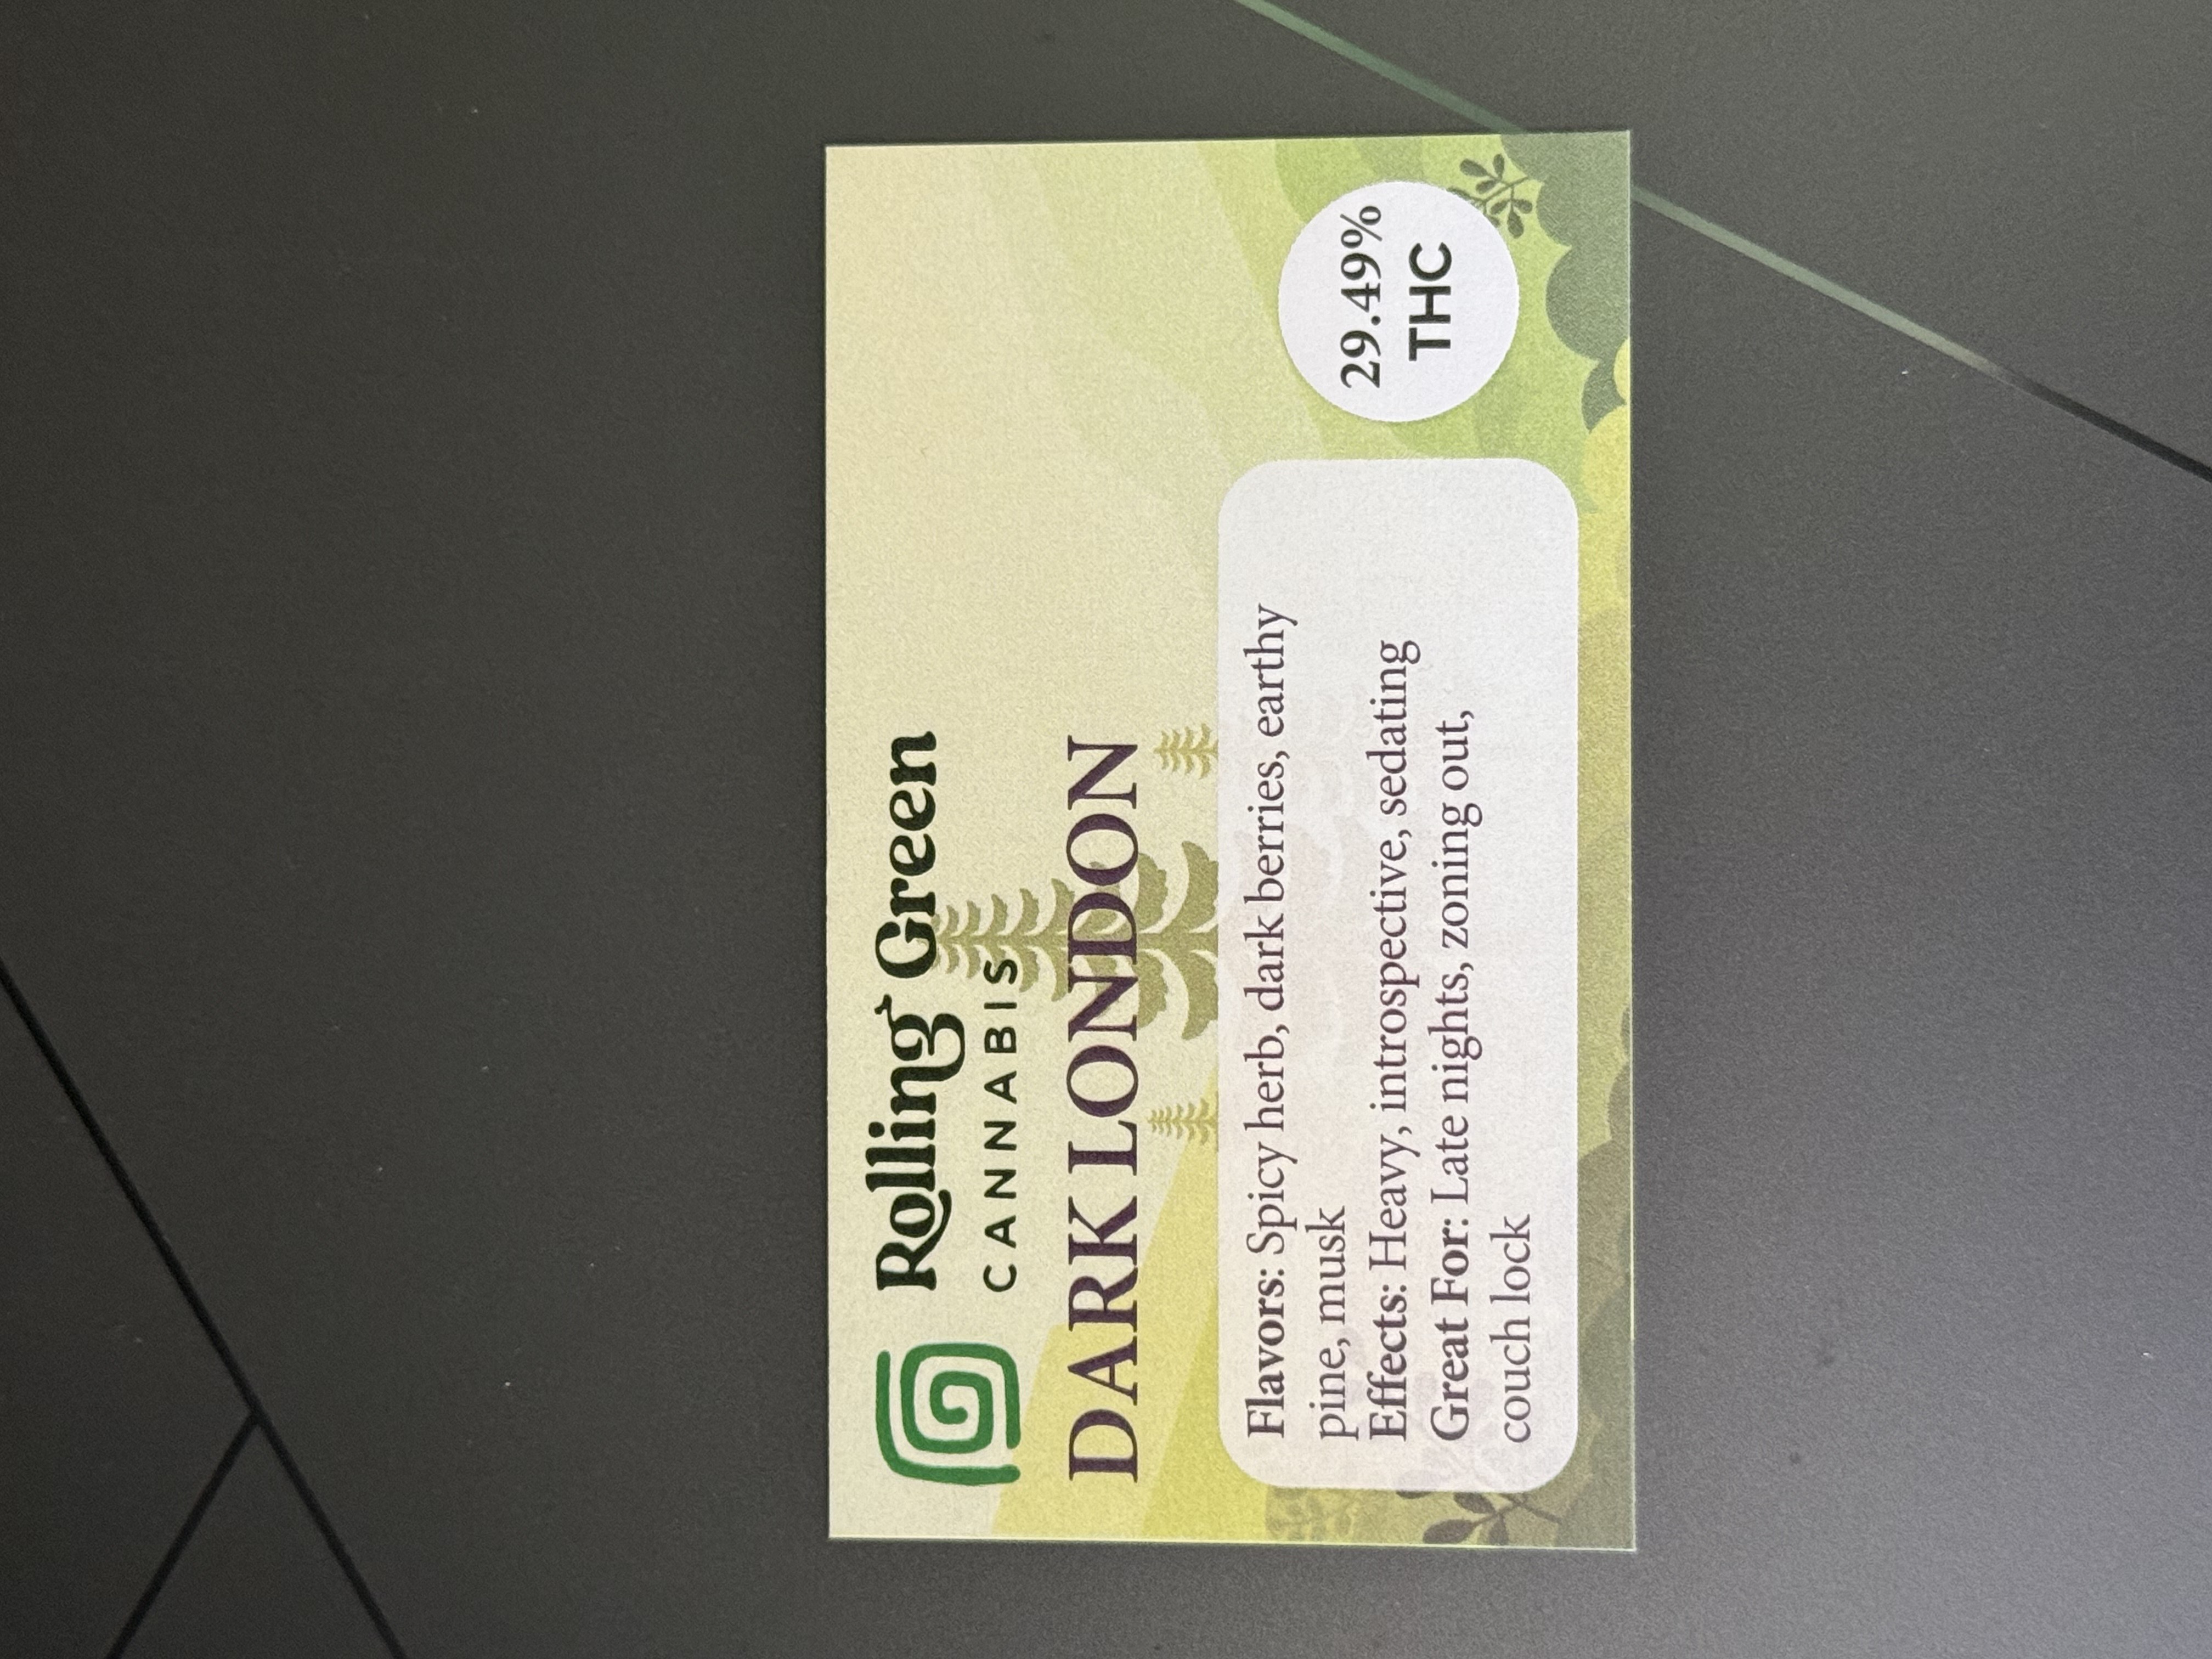 Rolling Green
CANNABIS
DARK LONDON
Flavors: Spicy herb, dark berries, earthy
pine, musk
Effects: Heavy, introspective, sedating
Great For: Late nights, zoning out,
couch lock
29.49%
THC